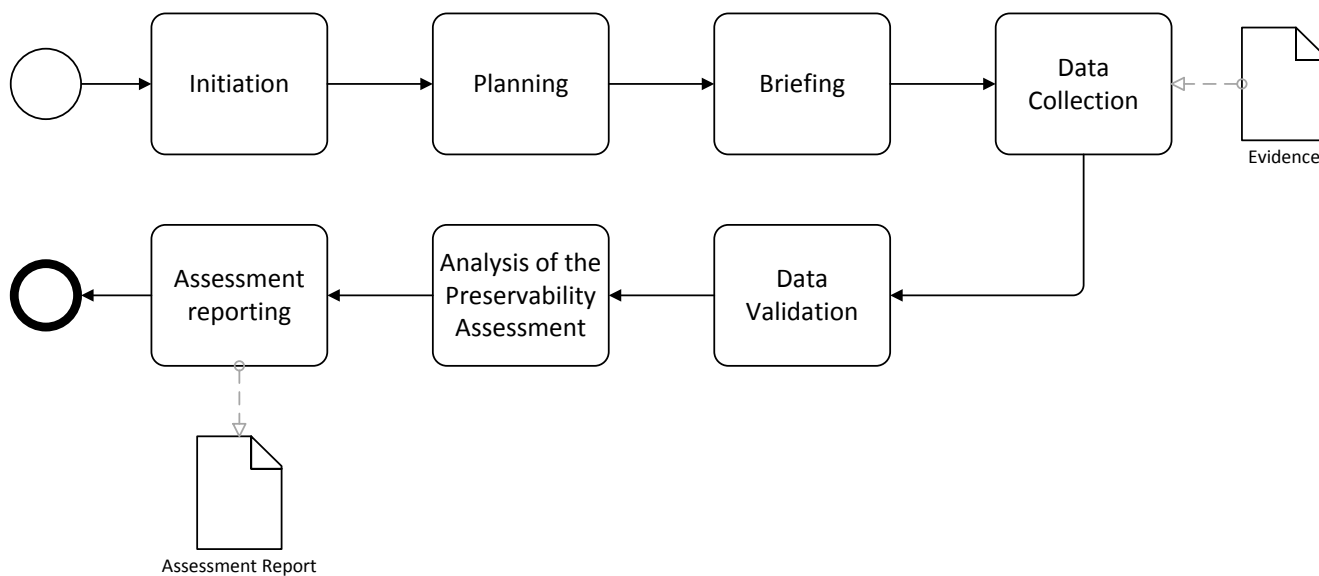 Initiation
Planning
Briefing
Data
Collection
Evidence
Assessment
reporting
Analysis of the
Preservability
Assessment
Data
Validation
Assessment Report